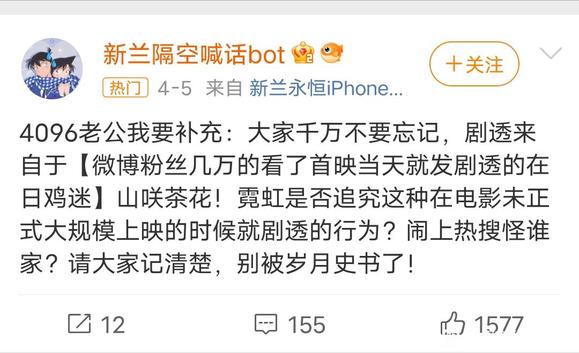 新兰隔空喊话bot
+关注
热门 4-5 来自 新兰永恒iPhone...
4096老公我要补充：大家千万不要忘记，剧透来
自于【微博粉丝几万的看了首映当天就发剧透的在
日鸡迷】山咲茶花！霓虹是否追究这种在电影未正
式大规模上映的时候就剧透的行为？闹上热搜怪谁
家？请大家记清楚，别被岁月史书了！
12 155 1577